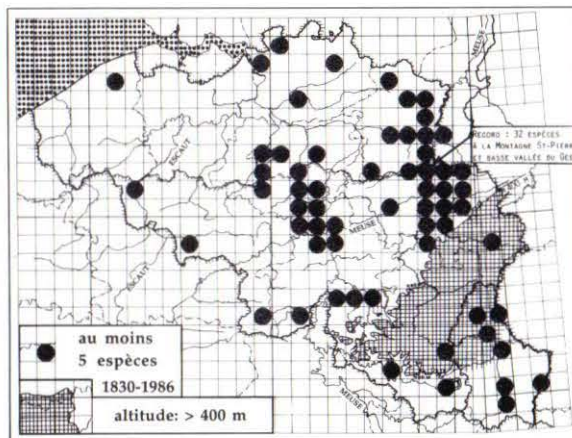 MEUSE
RECORD : 32 ESPÈCES
À LA MONTAGNE ST-PIERRE
ET BASSE VALLÉE DU GEER
ESCAUT
MEUSE
ESCAUT
MEUSE
au moins
5 espèces
1830-1986
altitude: > 400 m